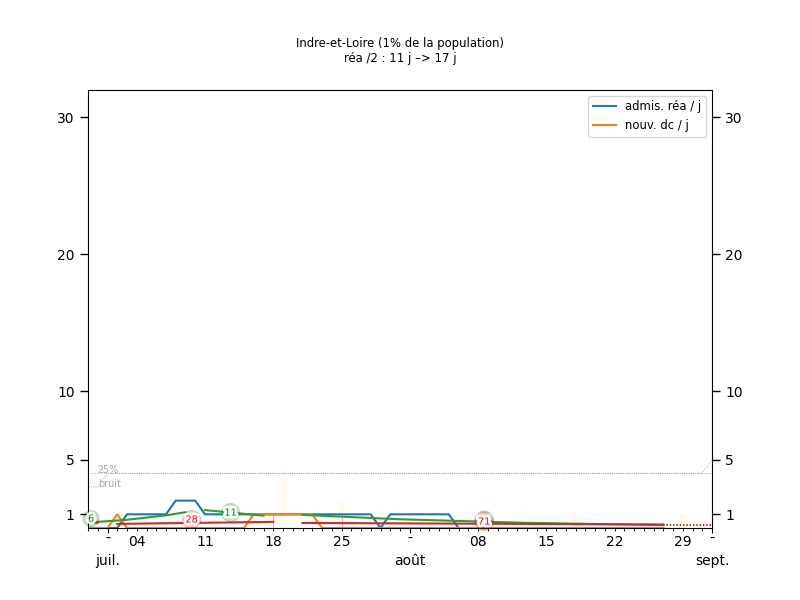 Indre-et-Loire (1% de la population)
réa /2 : 11 j –> 17 j
admis. réa / j
nouv. dc / j
30 30
20 20
10 10
5 5
25%
bruit
1 1
6 28 11 71
- 04 11 18 25 - 08 15 22 29 -
juil. août sept.